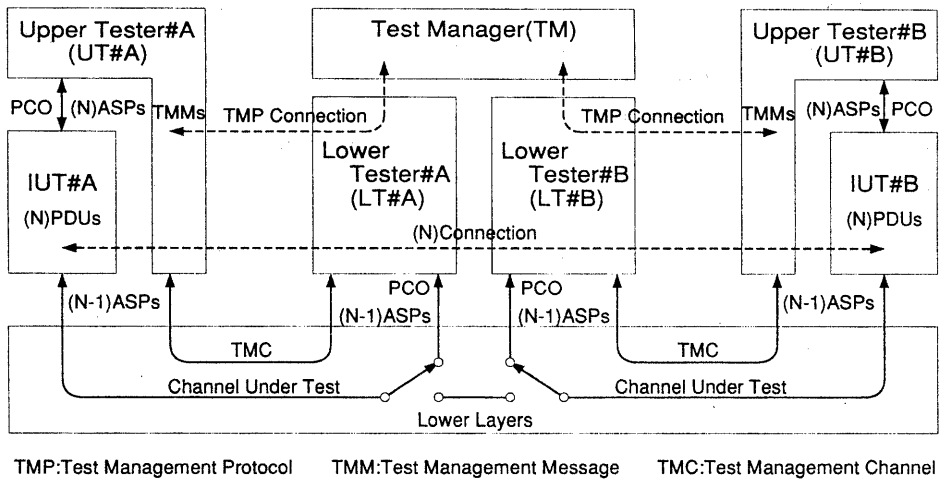 Upper Tester#A
(UT#A)
Test Manager(TM)
Upper Tester#B
(UT#B)
PCO
(N)ASPs
TMMs
TMP Connection
TMP Connection
TMMs
(N)ASPs
PCO
IUT#A
(N)PDUs
Lower
Tester#A
(LT#A)
Lower
Tester#B
(LT#B)
IUT#B
(N)PDUs
(N)Connection
(N-1)ASPs
PCO
(N-1)ASPs
PCO
(N-1)ASPs
(N-1)ASPs
TMC
TMC
Channel Under Test
Channel Under Test
Lower Layers
TMP:Test Management Protocol
TMM:Test Management Message
TMC:Test Management Channel